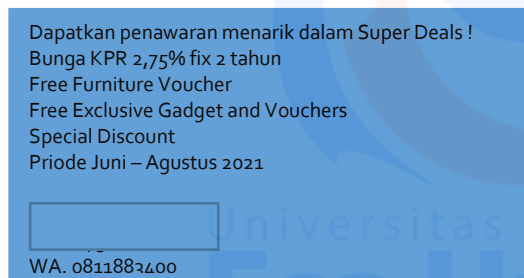 Dapatkan penawaran menarik dalam Super Deals !
Bunga KPR 2,75% fix 2 tahun
Free Furniture Voucher
Free Exclusive Gadget and Vouchers
Special Discount
Priode Juni – Agustus 2021
Universitas
WA. 0811883400